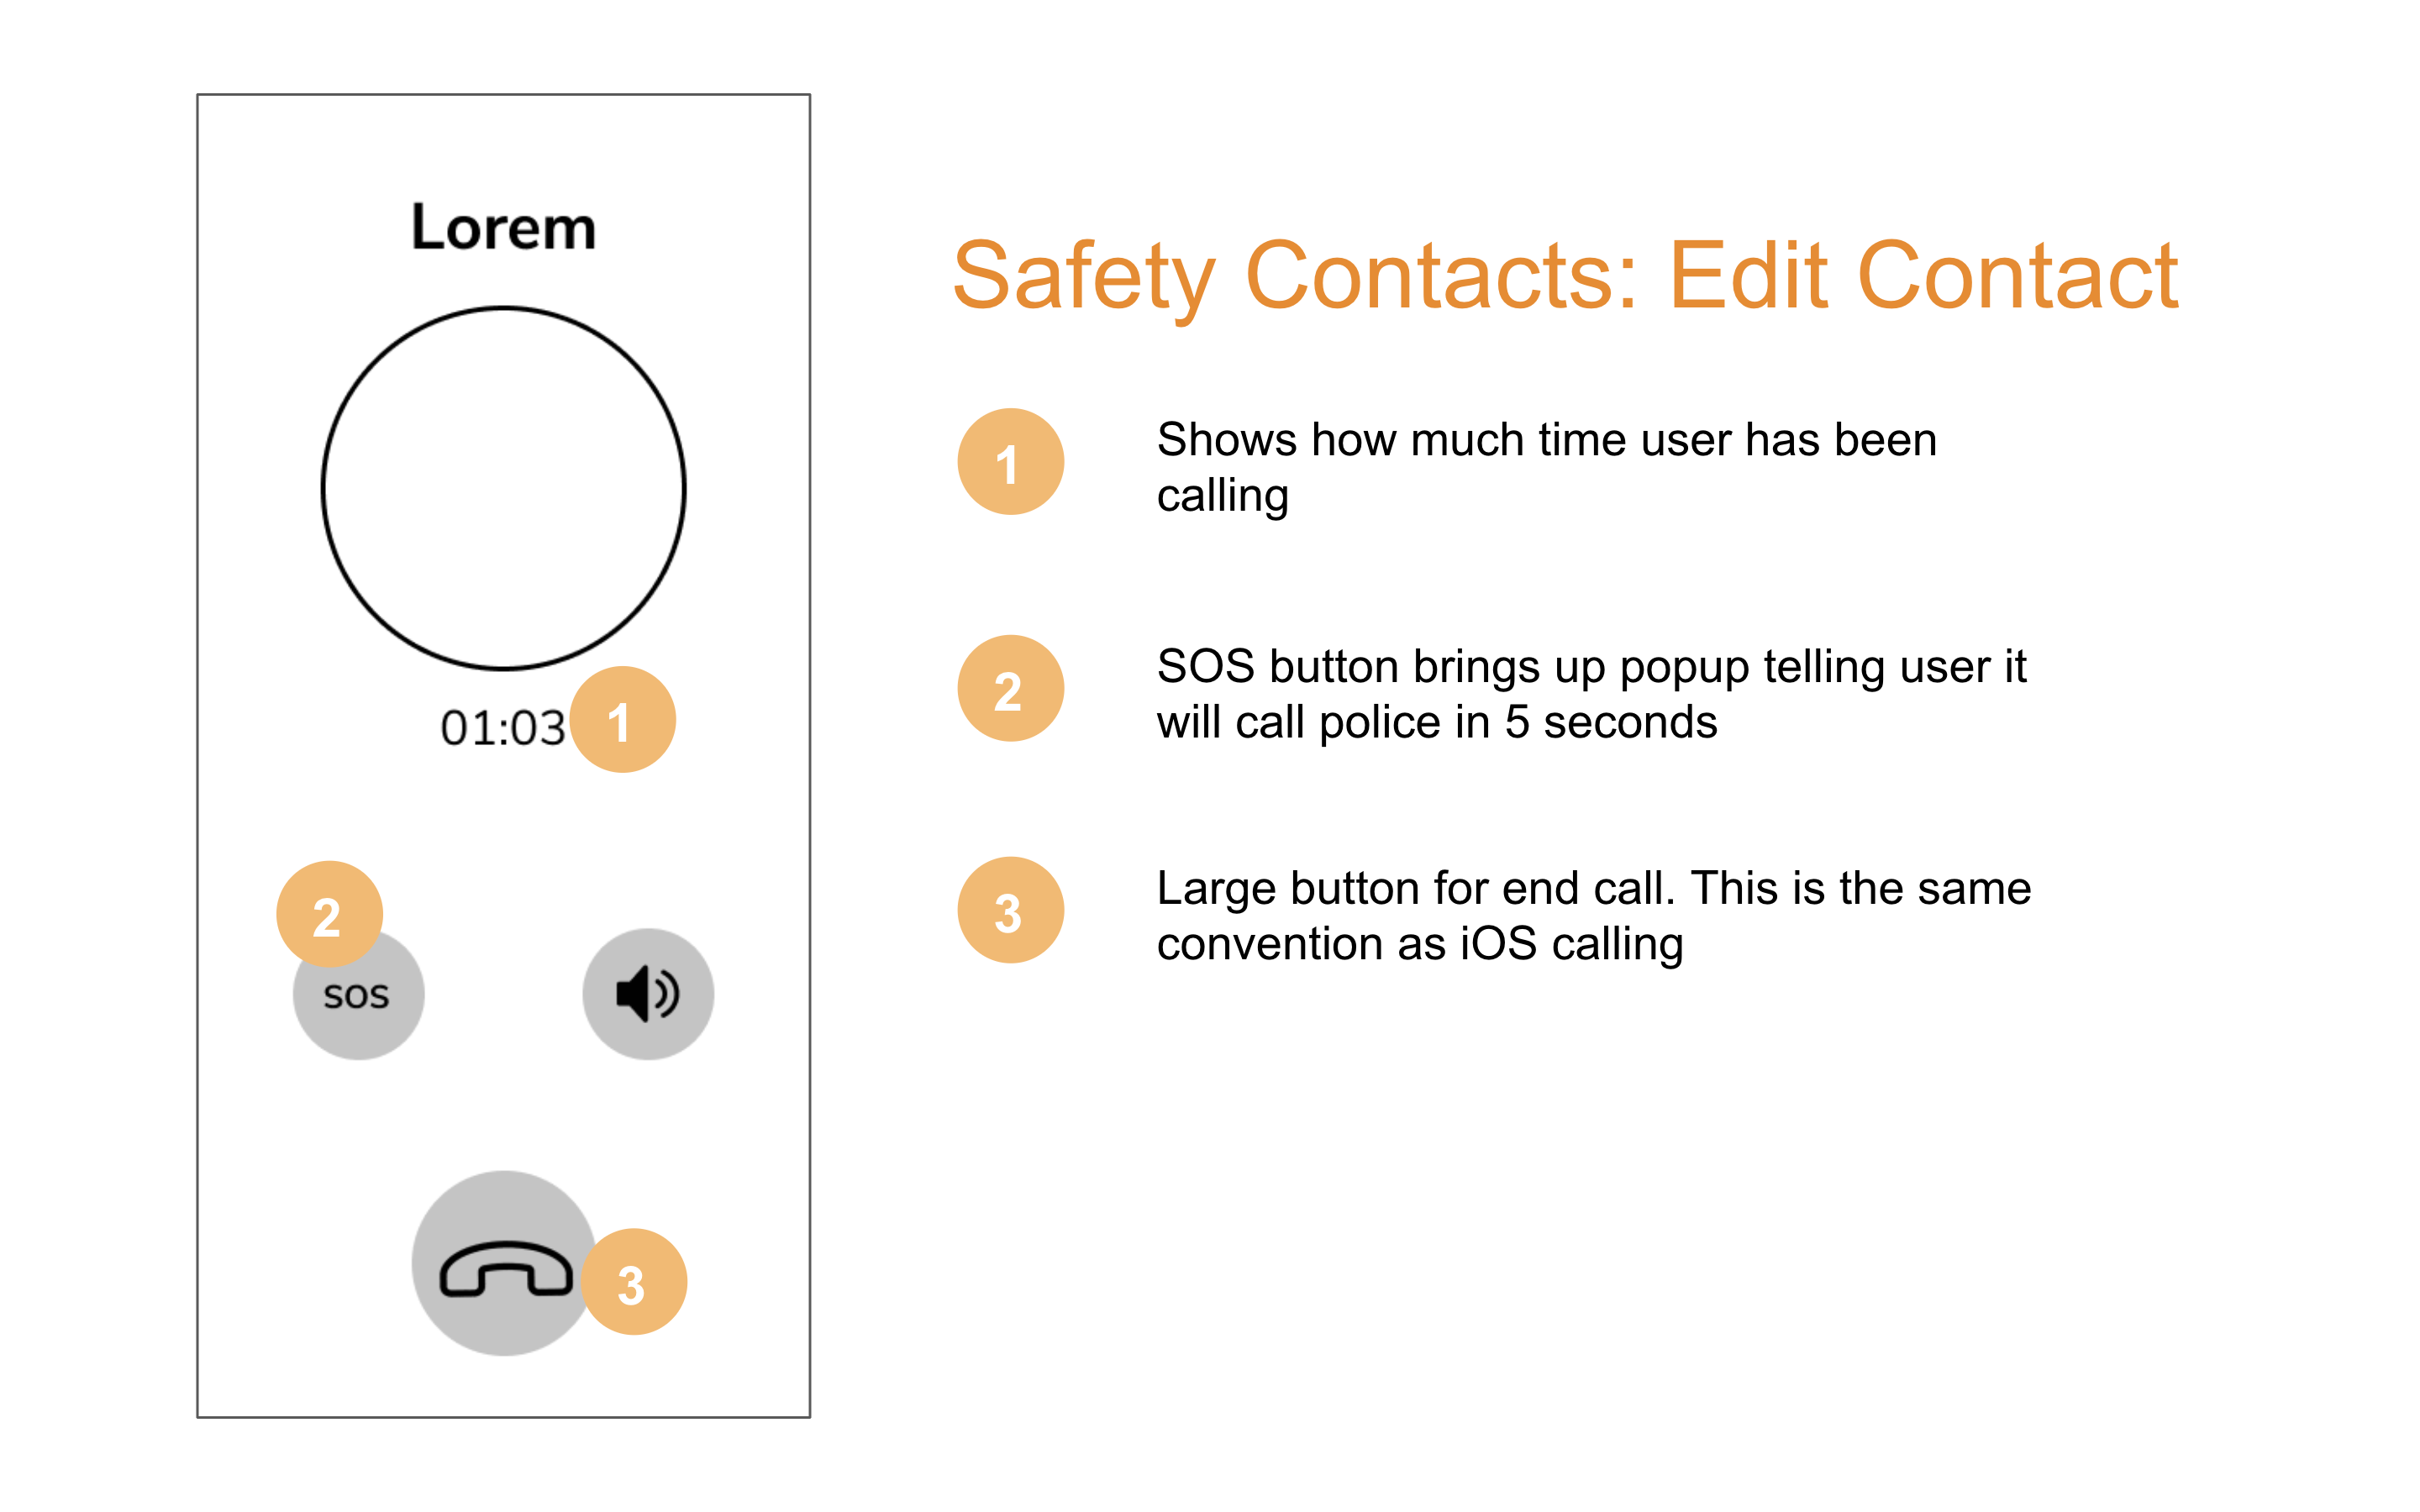 Lorem
01:03
1
2
sos
3
Safety Contacts: Edit Contact
1
Shows how much time user has been
calling
2
SOS button brings up popup telling user it
will call police in 5 seconds
3
Large button for end call. This is the same
convention as iOS calling